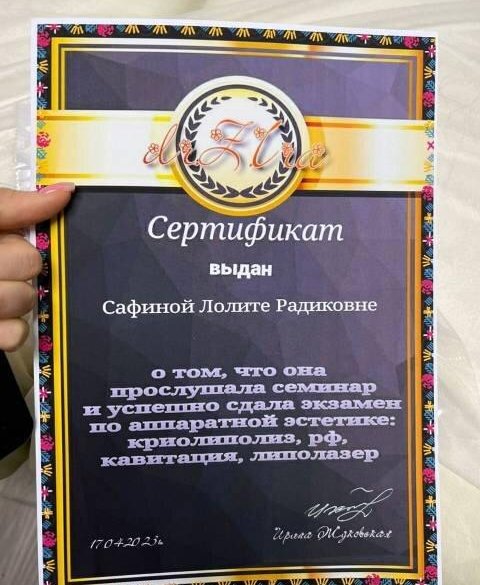 drZlra
Сертификат
выдан
Сафиной Лолите Радиковне
о том, что она
прослушала семинар
и успешно сдала экзамен
по аппаратной эстетике:
криолиполиз, рф,
кавитация, липолазер
17.04.2023г.
Ирина Жуковская